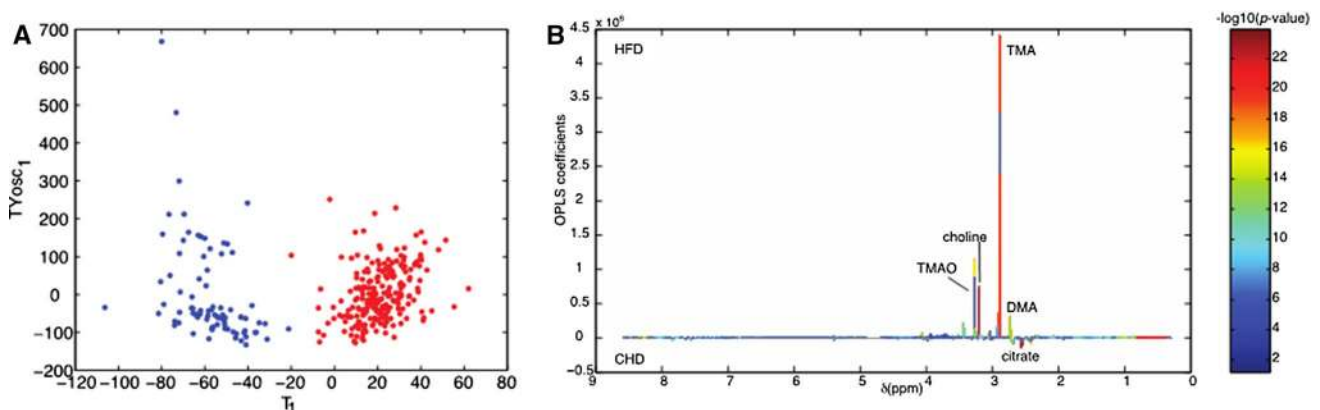 A
700
600
500
400
300
200
100
0
−100
−200
TYosc1
−120 −100 −80 −60 −40 −20 0 20 40 60 80
T1
B
4.5 x 10⁶
4
3.5
3
2.5
2
1.5
1
0.5
0
−0.5
OPLS coefficients
HFD
TMA
choline
TMAO
DMA
CHD
citrate
9 8 7 6 5 4 3 2 1 0
δ(ppm)
-log10(p-value)
22
20
18
16
14
12
10
8
6
4
2